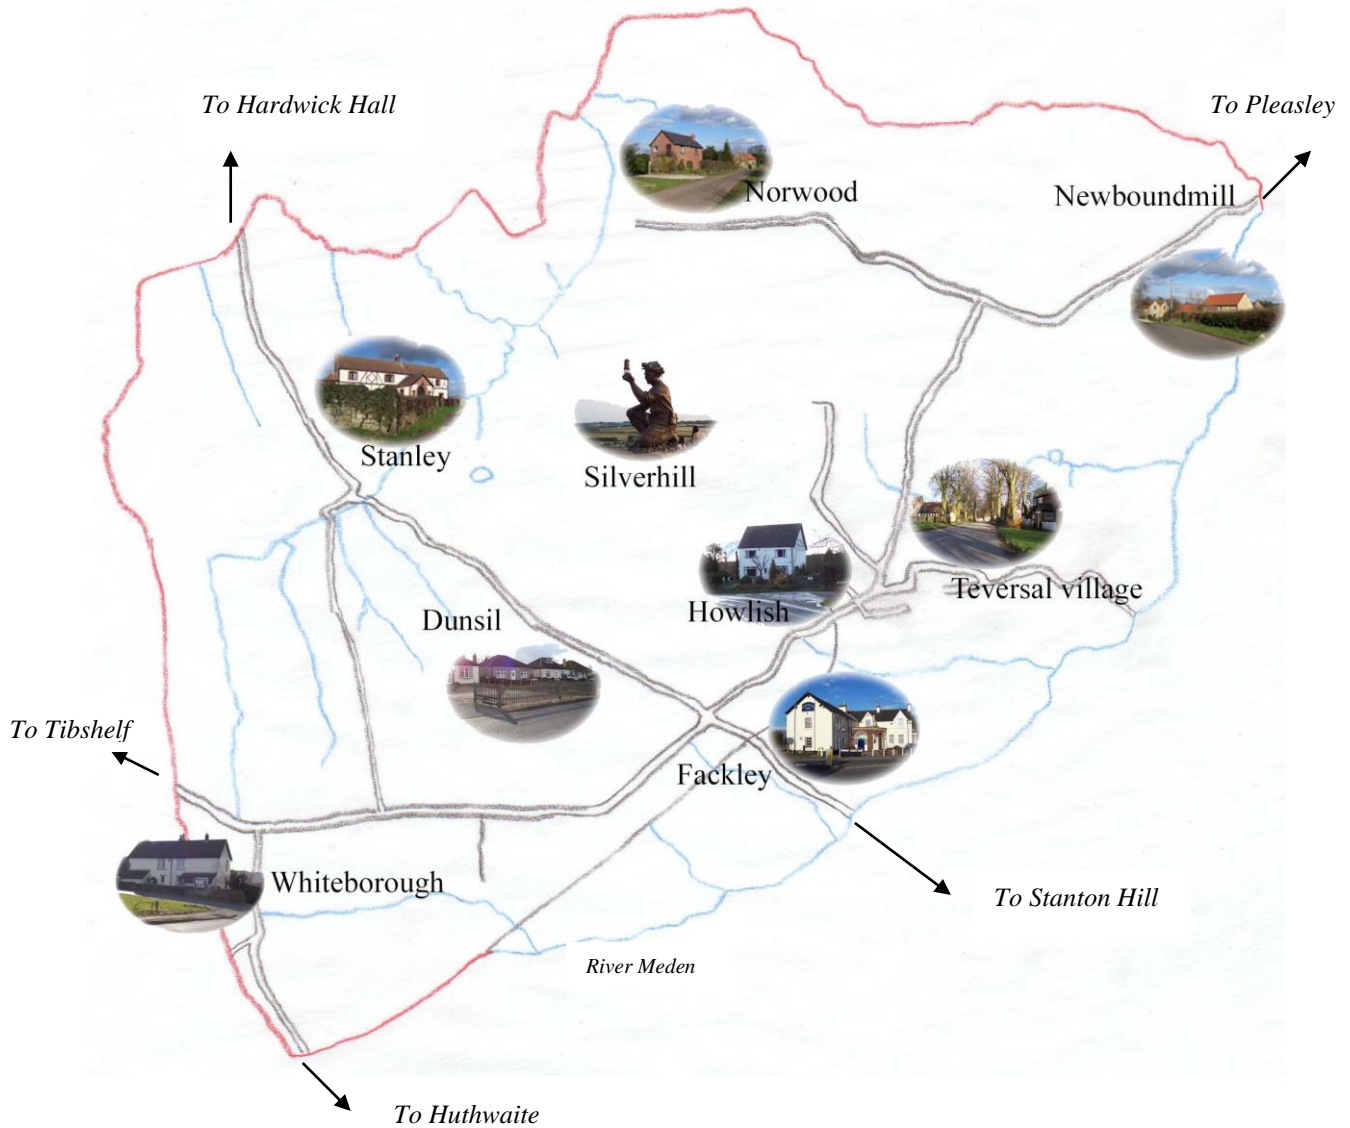 To Hardwick Hall
To Pleasley
Norwood
Newboundmill
Stanley
Silverhill
Teversal village
Howlish
Dunsil
To Tibshelf
Fackley
Whiteborough
To Stanton Hill
River Meden
To Huthwaite